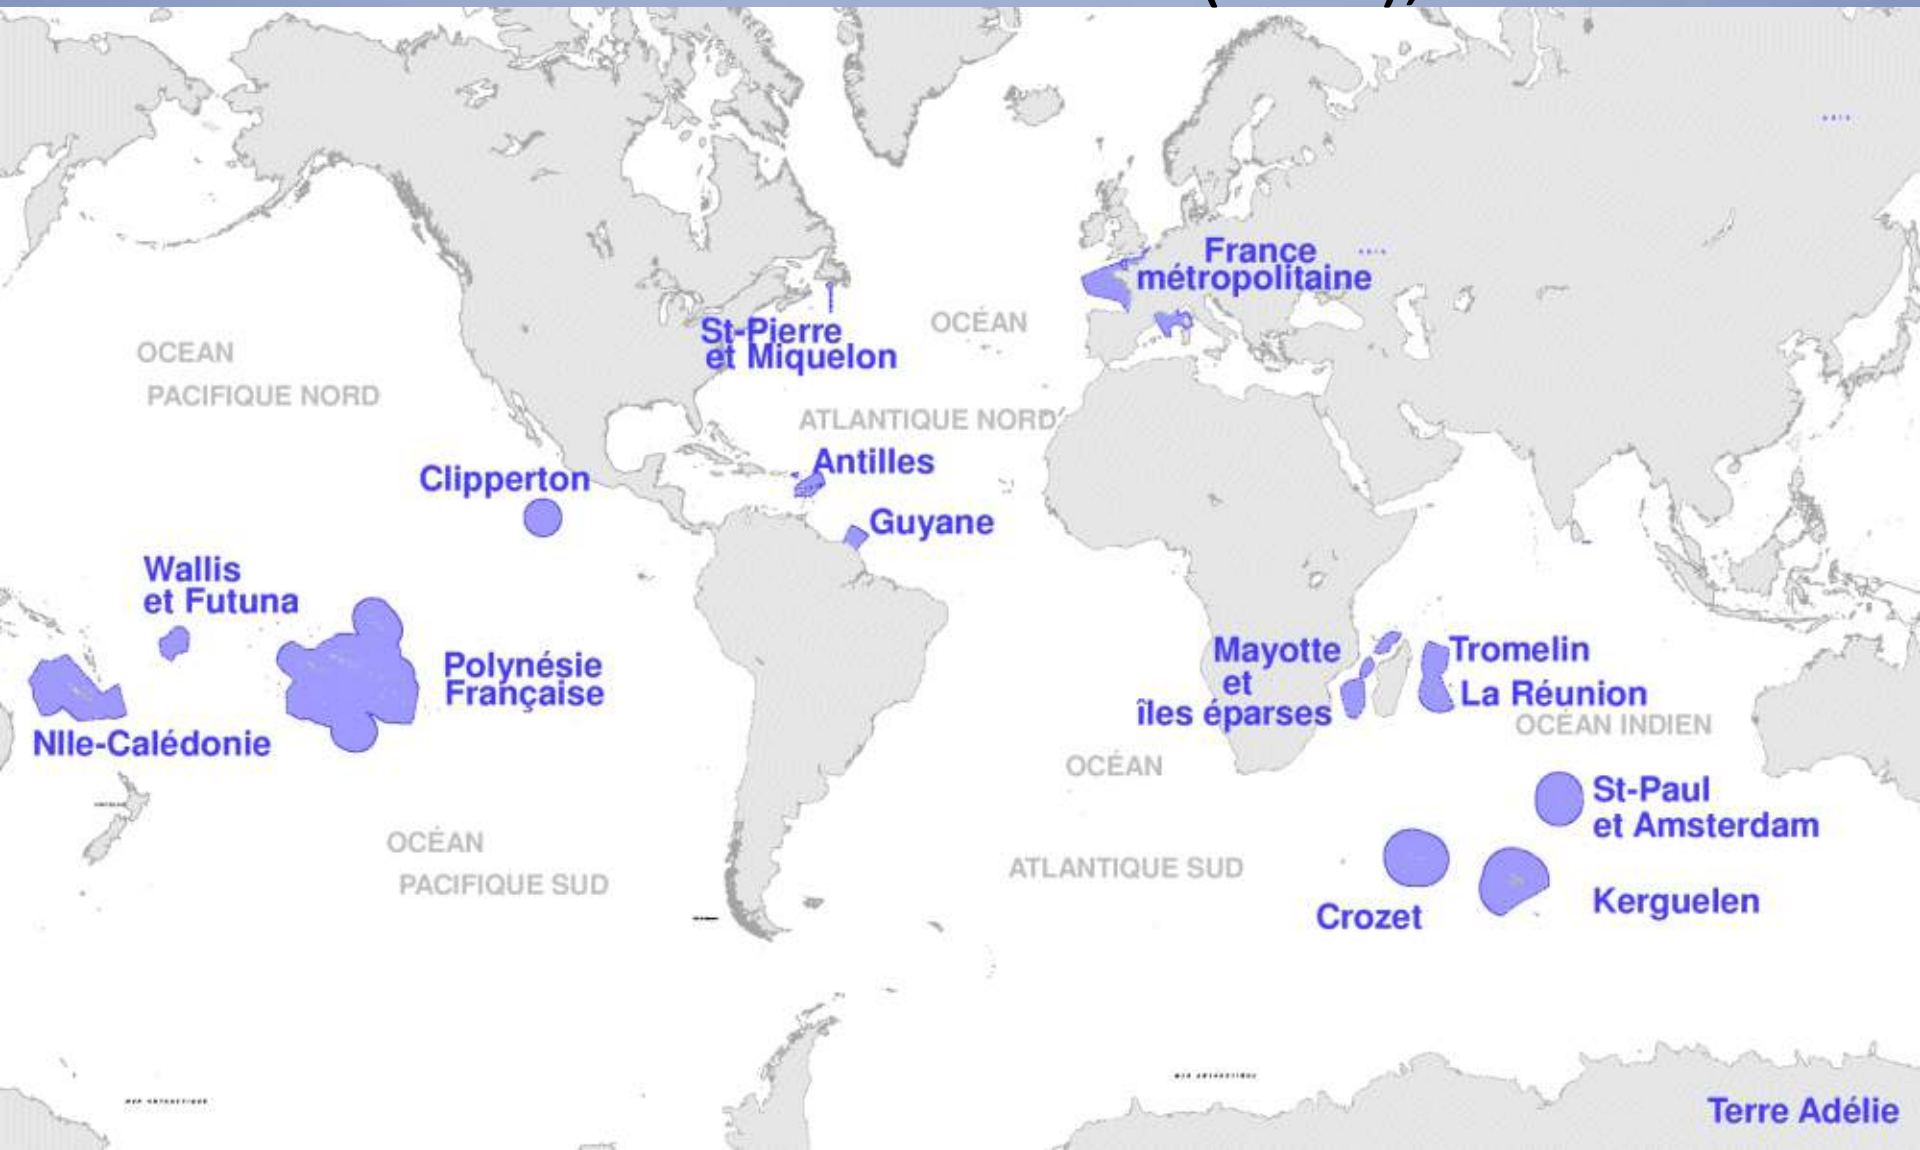 France
métropolitaine
St-Pierre
et Miquelon
OCÉAN
OCEAN
PACIFIQUE NORD
ATLANTIQUE NORD
Antilles
Clipperton
Guyane
Wallis
et Futuna
Polynésie
Française
Nlle-Calédonie
Mayotte
et
îles éparses
Tromelin
La Réunion
OCÉAN INDIEN
OCÉAN
ATLANTIQUE SUD
St-Paul
et Amsterdam
OCÉAN
PACIFIQUE SUD
Crozet
Kerguelen
Terre Adélie